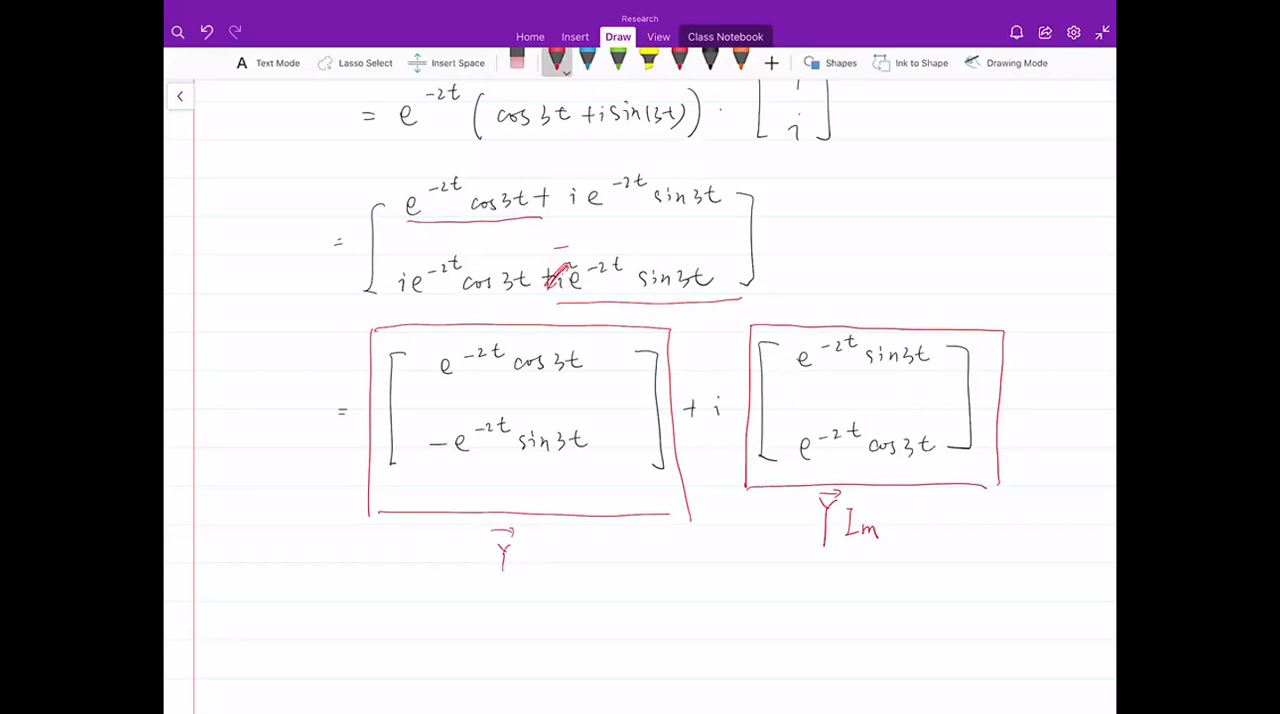 Research
Home Insert Draw View Class Notebook
A Text Mode Lasso Select Insert Space + Shapes Ink to Shape Drawing Mode
= e^{-2t} (cos 3t + i sin(3t)) · [ 1
i ]
= [ e^{-2t} cos 3t + i e^{-2t} sin 3t
− 
i e^{-2t} cos 3t + i² e^{-2t} sin 3t ]
= [ e^{-2t} cos 3t + i [ e^{-2t} sin 3t
− e^{-2t} sin 3t ] e^{-2t} cos 3t ]
Y⃗ Y⃗ Im